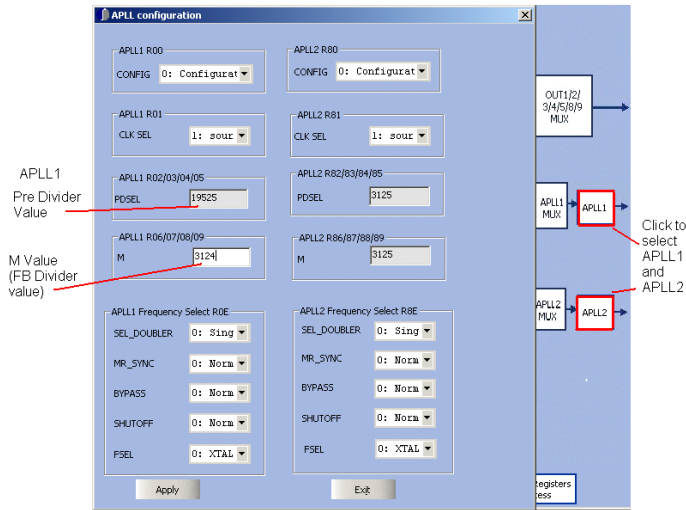 APLL configuration
APLL1 R00
CONFIG 0: Configurat
APLL2 R80
CONFIG 0: Configurat
APLL1 R01
CLK SEL 1: sour
APLL2 R81
CLK SEL 1: sour
APLL1 R02/03/04/05
PDSEL 19525
APLL2 R82/83/84/85
PDSEL 3125
APLL1 R06/07/08/09
M 3124
APLL2 R86/87/88/89
M 3125
APLL1 Frequency Select R0E
SEL_DOUBLER 0: Sing
MR_SYNC 0: Norm
BYPASS 0: Norm
SHUTOFF 0: Norm
FSEL 0: XTAL
APLL2 Frequency Select R8E
SEL_DOUBLER 0: Sing
MR_SYNC 0: Norm
BYPASS 0: Norm
SHUTOFF 0: Norm
FSEL 0: XTAL
Apply
Exit
APLL1
Pre Divider
Value
M Value
(FB Divider
value)
OUT1/2/
3/4/5/8/9
MUX
APLL1
MUX
APLL1
APLL2
MUX
APLL2
Click to
select
APLL1
and
APLL2
Registers
cess